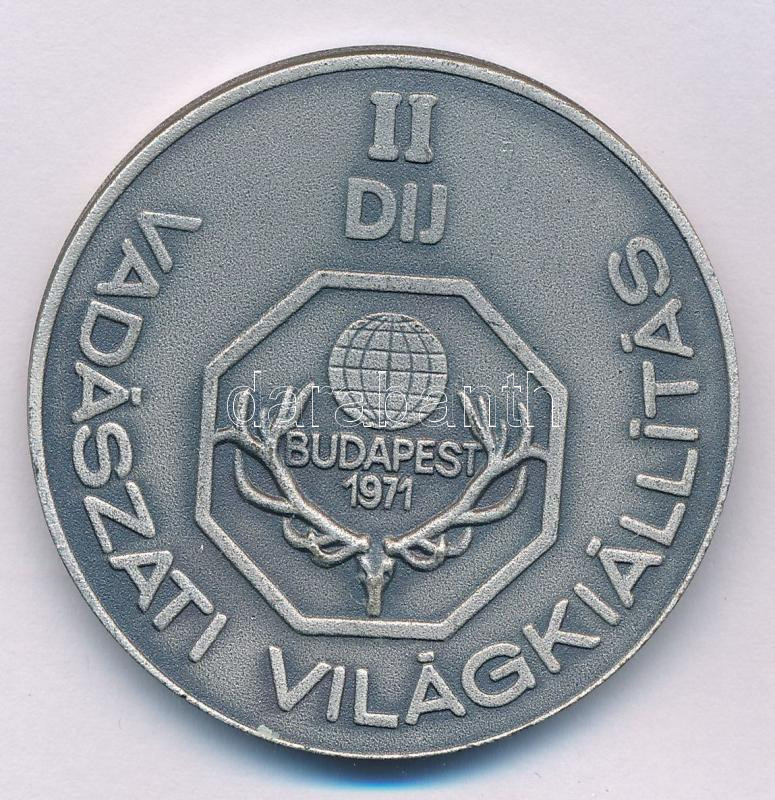 II
DIJ
VADÁSZATI VILÁGKIÁLLÍTÁS
BUDAPEST
1971
darabanth